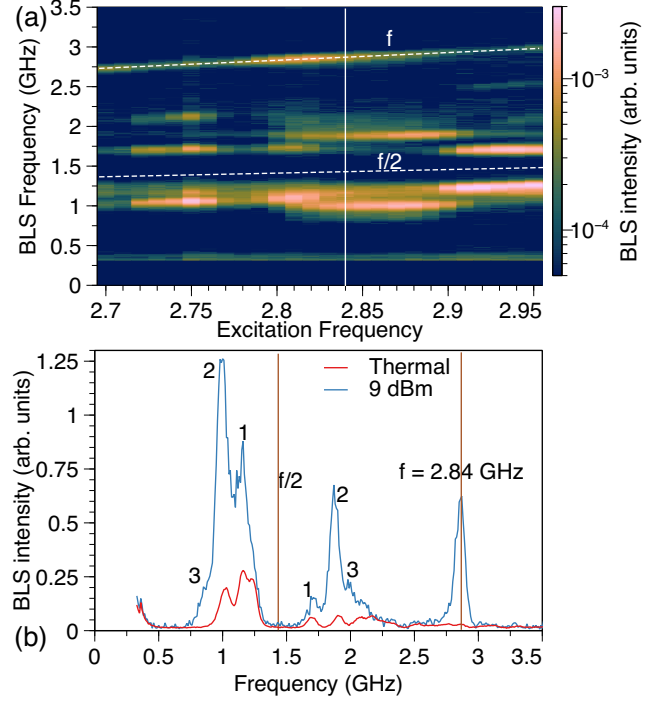 (a)
3.5
3
2.5
2
1.5
1
0.5
0
BLS Frequency (GHz)
f
f/2
2.7 2.75 2.8 2.85 2.9 2.95
Excitation Frequency
10⁻³
10⁻⁴
BLS intensity (arb. units)
1.25
1
0.75
0.5
0.25
0
BLS intensity (arb. units)
Thermal
9 dBm
2
1
3
f/2
2
1
3
f = 2.84 GHz
(b)
0 0.5 1 1.5 2 2.5 3 3.5
Frequency (GHz)